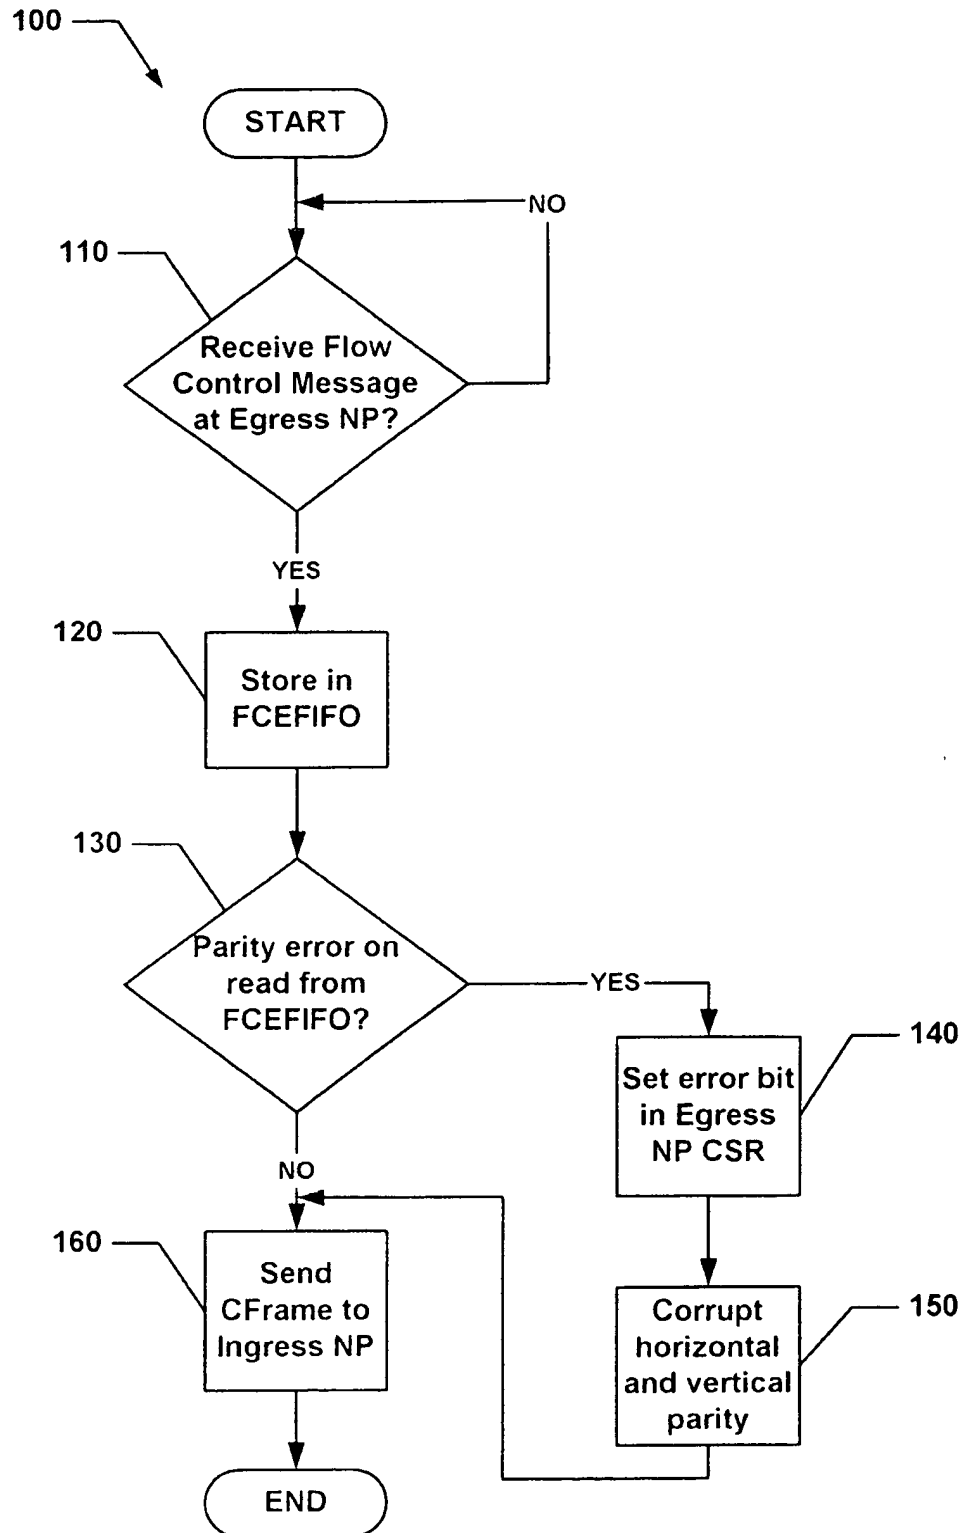 100
START
NO
110
Receive Flow
Control Message
at Egress NP?
YES
120
Store in
FCEFIFO
130
Parity error on
read from
FCEFIFO?
YES
140
Set error bit
in Egress
NP CSR
NO
160
Send
CFrame to
Ingress NP
150
Corrupt
horizontal
and vertical
parity
END